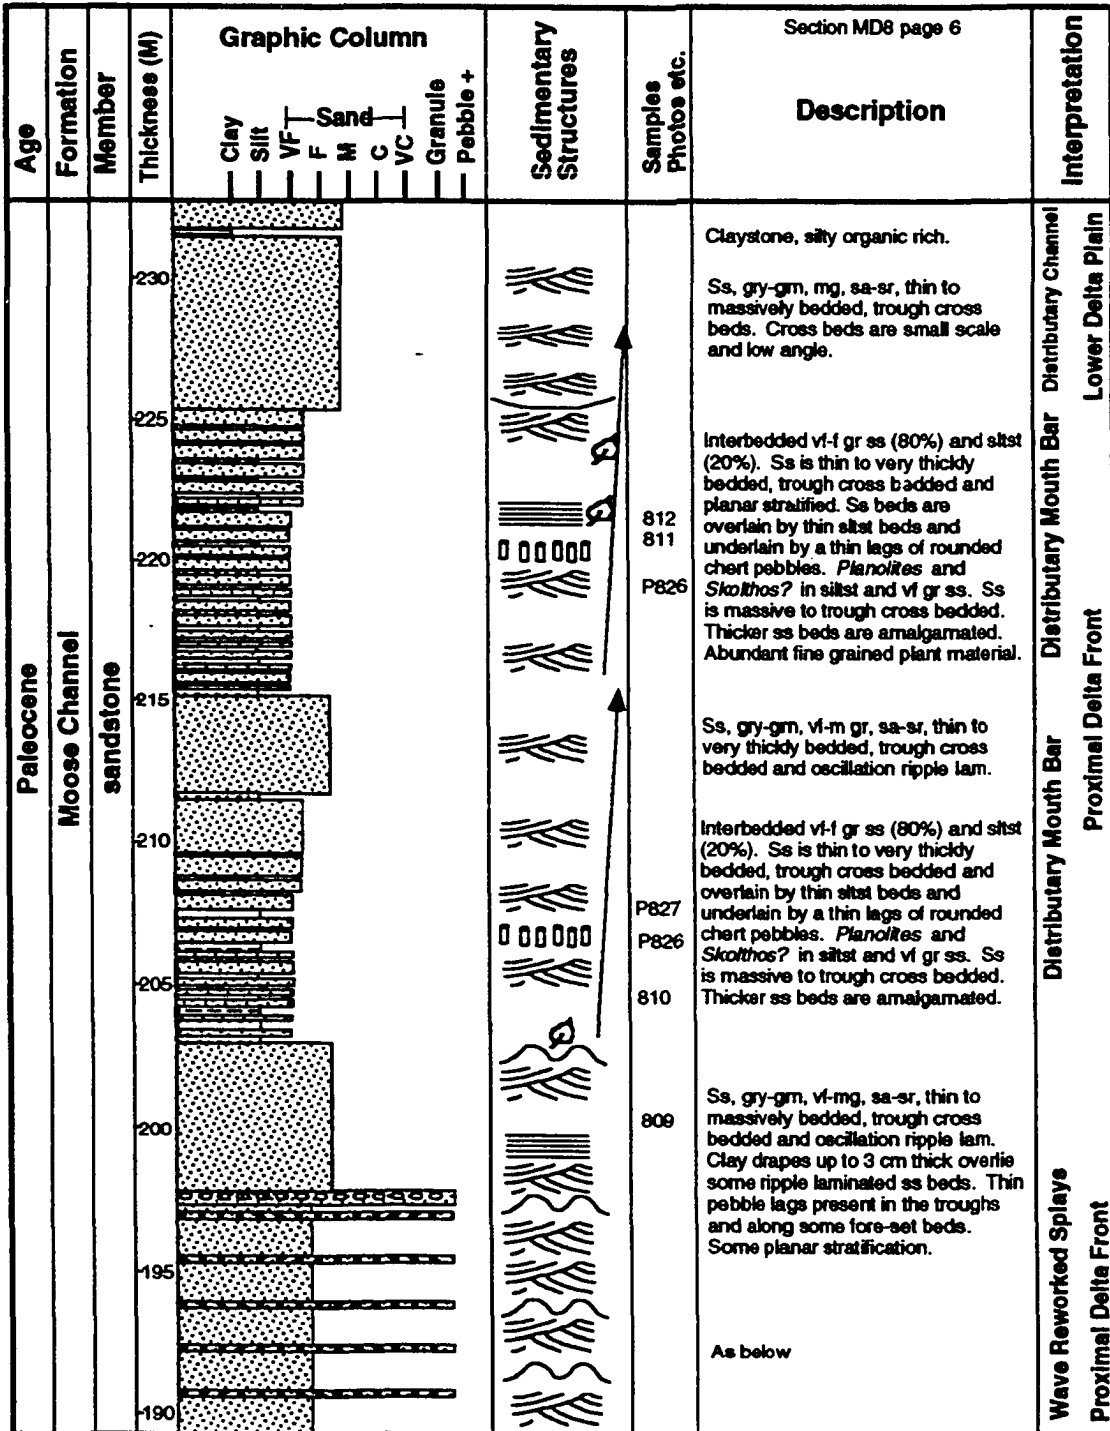 Section MD8 page 6
Age
Formation
Member
Thickness (M)
Graphic Column
Sand
Clay
Silt
VF
F
M
C
VC
Granule
Pebble +
Sedimentary
Structures
Samples
Photos etc.
Description
Interpretation
Paleocene
Moose Channel
sandstone
230
225
220
215
210
205
200
195
190
812
811
P826
P827
P826
810
809
Claystone, silty organic rich.
Ss, gry-grn, mg, sa-sr, thin to
massively bedded, trough cross
beds. Cross beds are small scale
and low angle.
Interbedded vf-f gr ss (80%) and sltst
(20%). Ss is thin to very thickly
bedded, trough cross badded and
planar stratified. Ss beds are
overlain by thin sltst beds and
underlain by a thin lags of rounded
chert pebbles. Planolites and
Skolthos? in siltst and vf gr ss. Ss
is massive to trough cross bedded.
Thicker ss beds are amalgamated.
Abundant fine grained plant material.
Ss, gry-grn, vf-m gr, sa-sr, thin to
very thickly bedded, trough cross
bedded and oscillation ripple lam.
Interbedded vf-f gr ss (80%) and sltst
(20%). Ss is thin to very thickly
bedded, trough cross bedded and
overlain by thin sltst beds and
underlain by a thin lags of rounded
chert pebbles. Planolites and
Skolthos? in siltst and vf gr ss. Ss
is massive to trough cross bedded.
Thicker ss beds are amalgamated.
Ss, gry-grn, vf-mg, sa-sr, thin to
massively bedded, trough cross
bedded and oscillation ripple lam.
Clay drapes up to 3 cm thick overlie
some ripple laminated ss beds. Thin
pebble lags present in the troughs
and along some fore-set beds.
Some planar stratification.
As below
Distributary Channel
Lower Delta Plain
Distributary Mouth Bar
Proximal Delta Front
Distributary Mouth Bar
Wave Reworked Splays
Proximal Delta Front